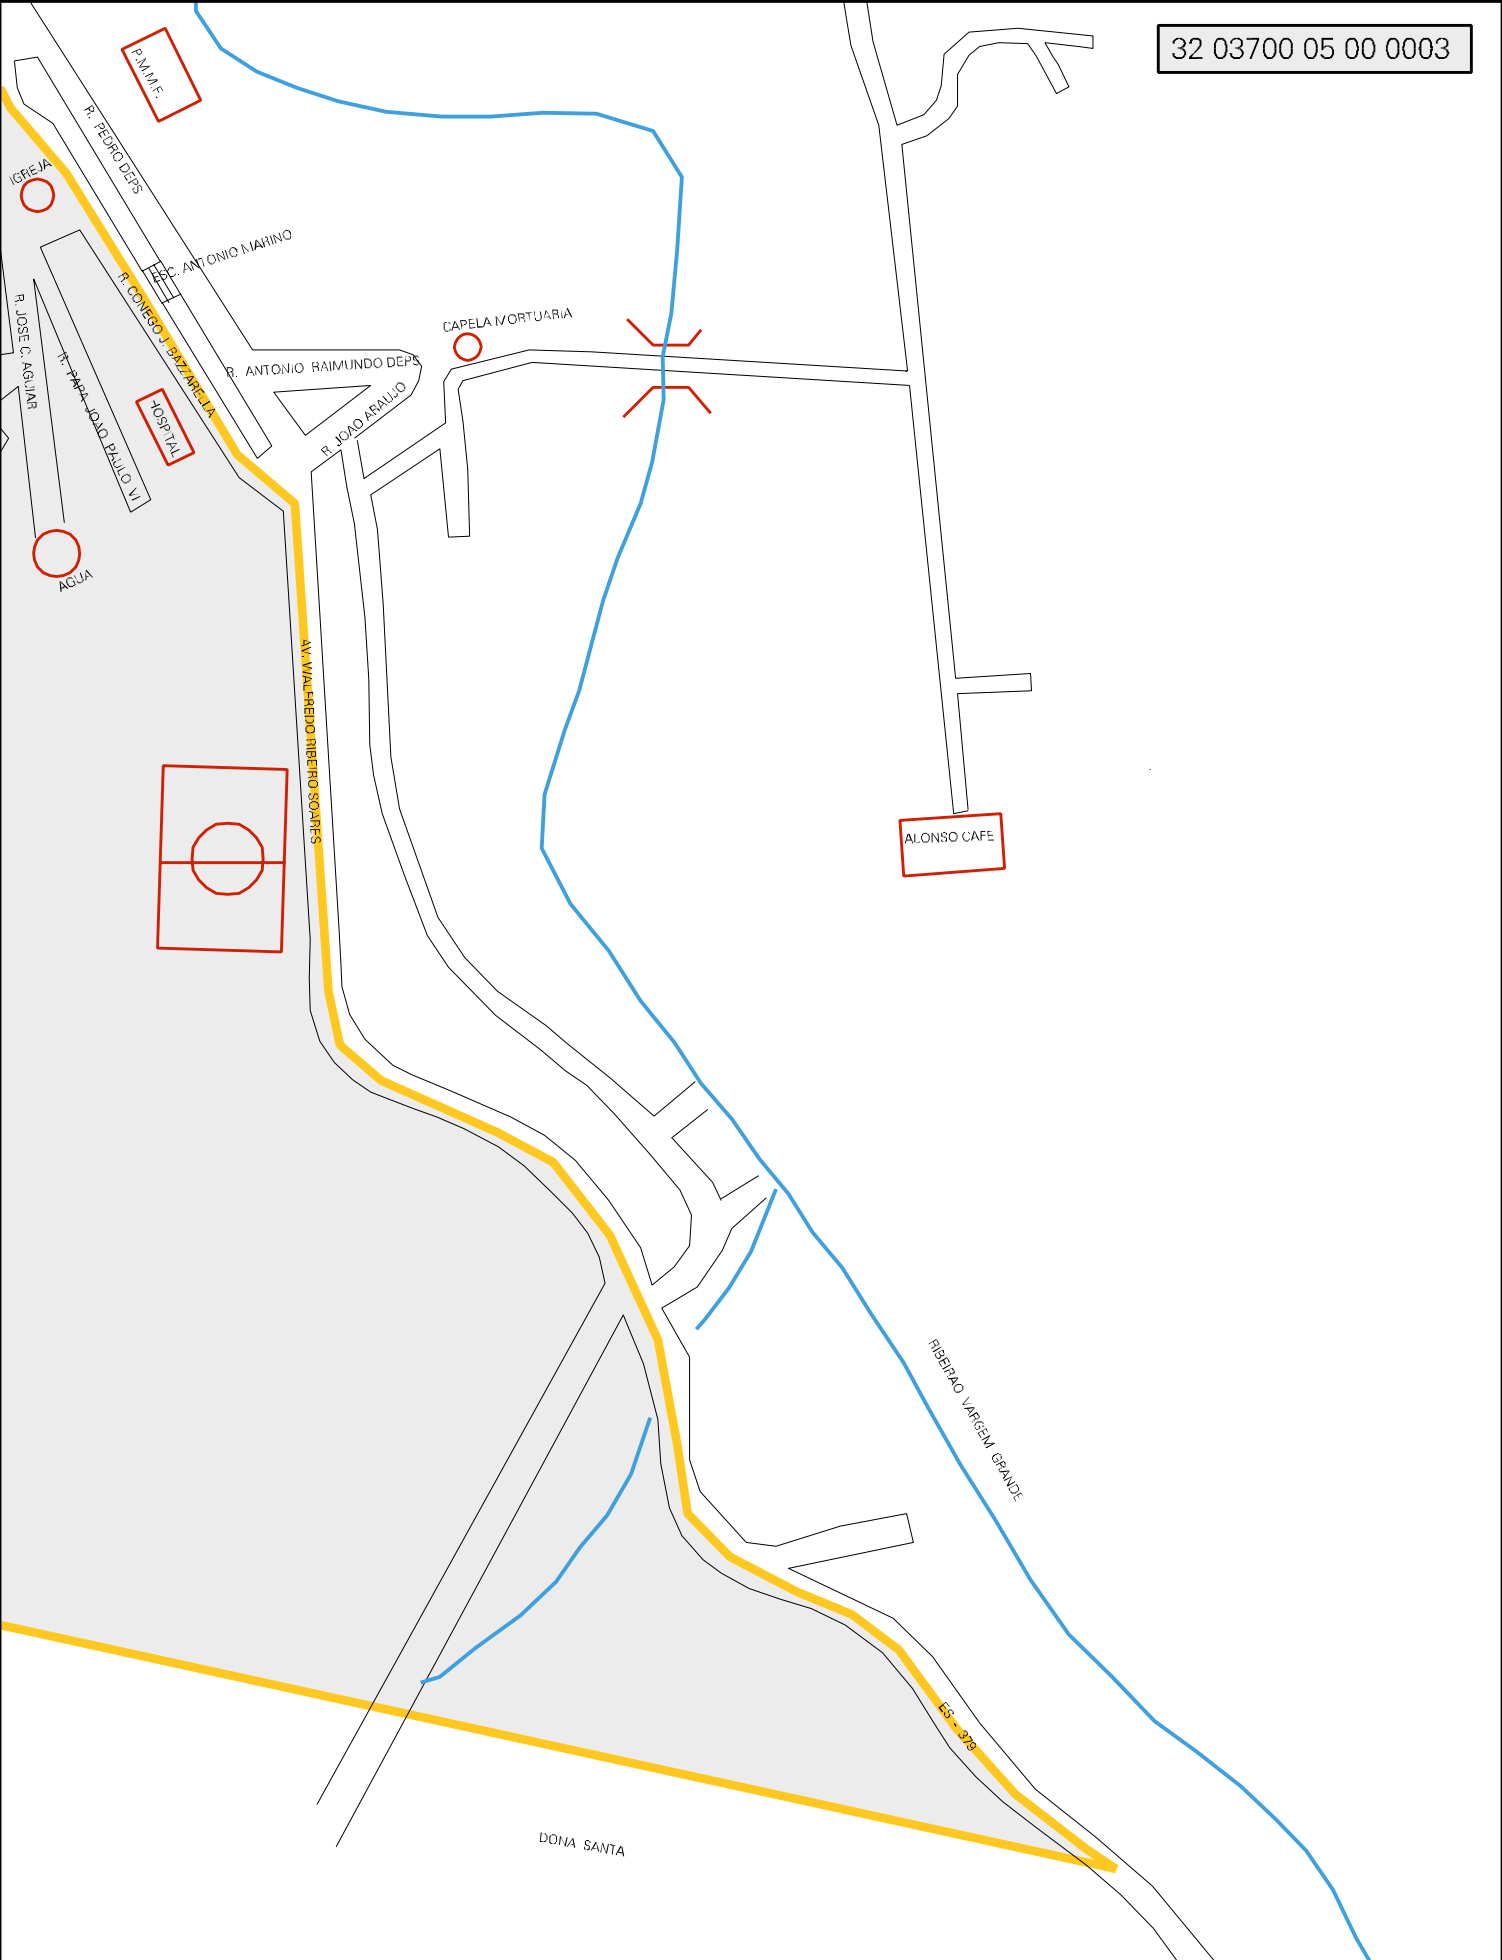 32 03700 05 00 0003
P.M.M.F.
R. PEDRO DEPS
IGREJA
ESC. ANTONIO MARINO
R. CONEGO J. BAZZARELLA
R. JOSE C. AGUIAR
R. PAPA JOAO PAULO VI
HOSPITAL
CAPELA MORTUARIA
R. ANTONIO RAIMUNDO DEPS
R. JOAO ARAUJO
AGUA
AV. WALFREDO RIBEIRO SOARES
ALONSO CAFE
RIBEIRAO VARGEM GRANDE
ES - 379
DONA SANTA